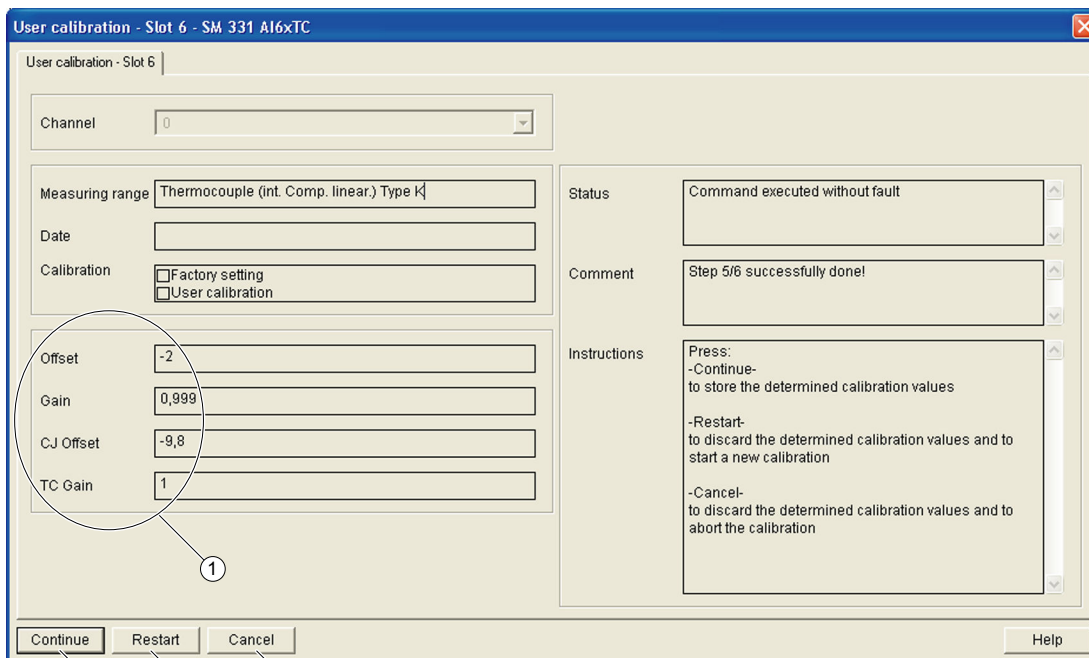 User calibration - Slot 6 - SM 331 AI6xTC
User calibration - Slot 6
Channel
0
Measuring range
Thermocouple (int. Comp. linear.) Type K
Date
Calibration
Factory setting
User calibration
Offset
-2
Gain
0,999
CJ Offset
-9,8
TC Gain
1
1
Status
Command executed without fault
Comment
Step 5/6 successfully done!
Instructions
Press:
-Continue-
to store the determined calibration values
-Restart-
to discard the determined calibration values and to
start a new calibration
-Cancel-
to discard the determined calibration values and to
abort the calibration
Continue
Restart
Cancel
Help